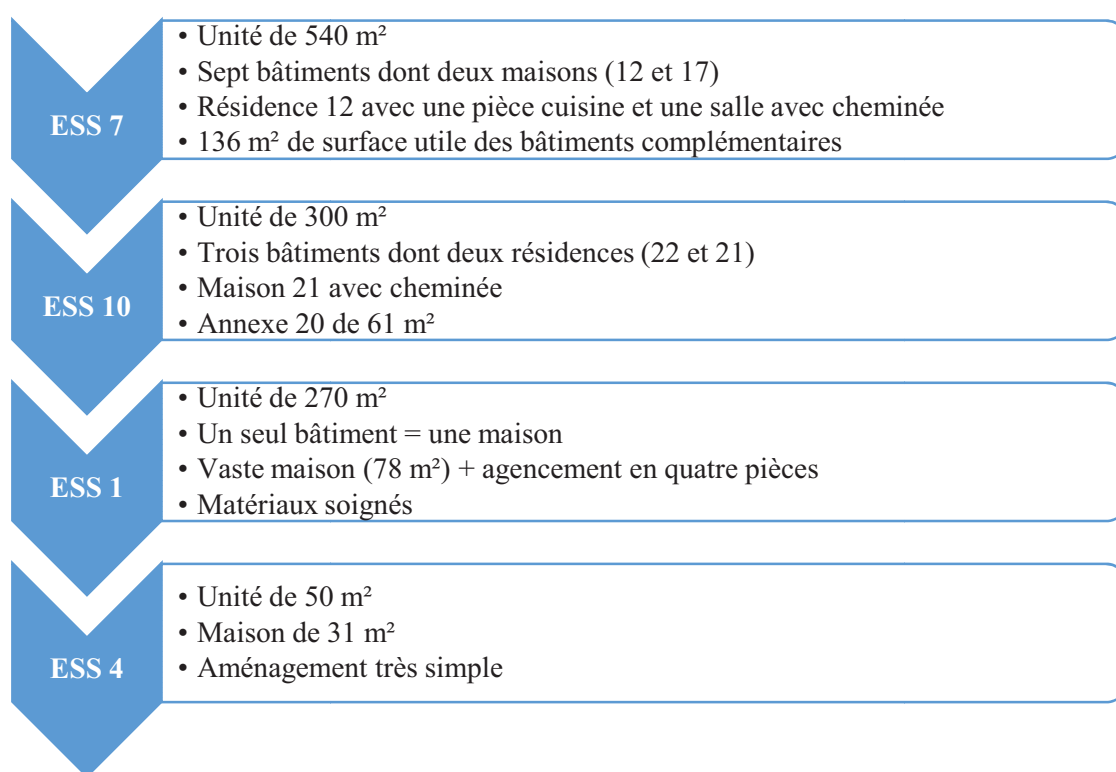 ESS 7
• Unité de 540 m²
• Sept bâtiments dont deux maisons (12 et 17)
• Résidence 12 avec une pièce cuisine et une salle avec cheminée
• 136 m² de surface utile des bâtiments complémentaires
ESS 10
• Unité de 300 m²
• Trois bâtiments dont deux résidences (22 et 21)
• Maison 21 avec cheminée
• Annexe 20 de 61 m²
ESS 1
• Unité de 270 m²
• Un seul bâtiment = une maison
• Vaste maison (78 m²) + agencement en quatre pièces
• Matériaux soignés
ESS 4
• Unité de 50 m²
• Maison de 31 m²
• Aménagement très simple